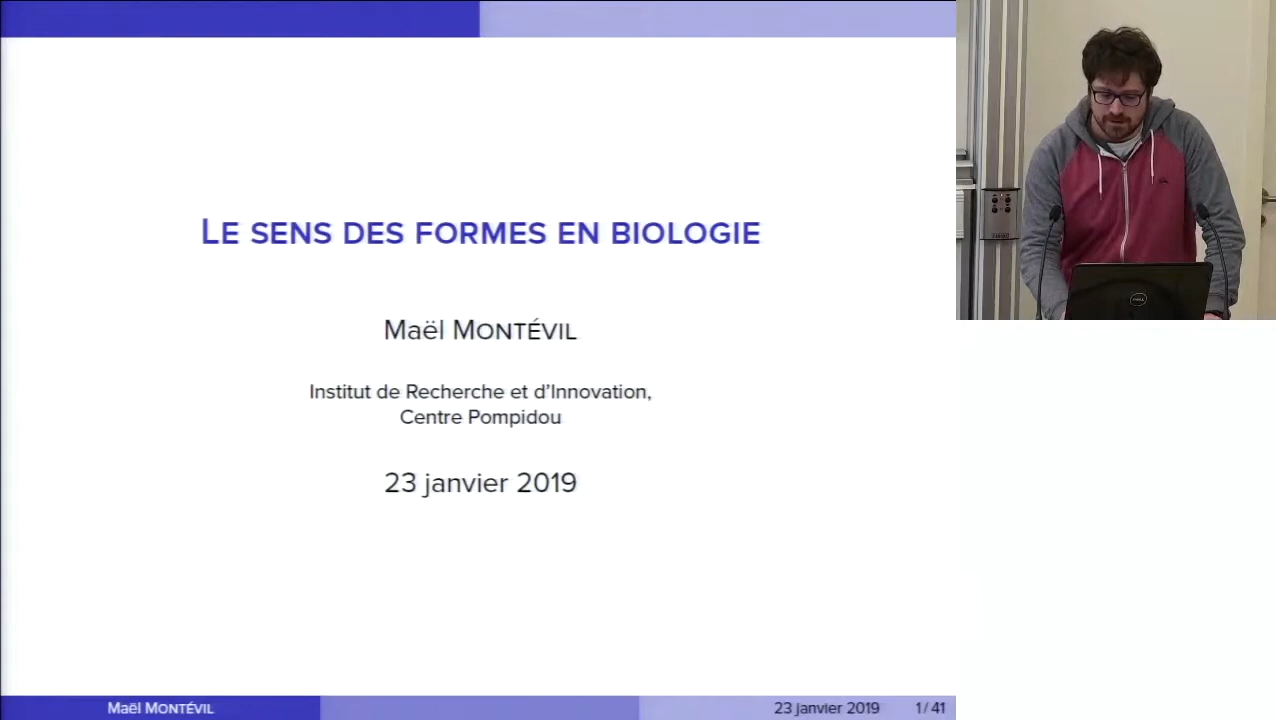 LE SENS DES FORMES EN BIOLOGIE
Maël MONTÉVIL
Institut de Recherche et d'Innovation,
Centre Pompidou
23 janvier 2019
Maël MONTÉVIL
23 janvier 2019
1 / 41
DELL